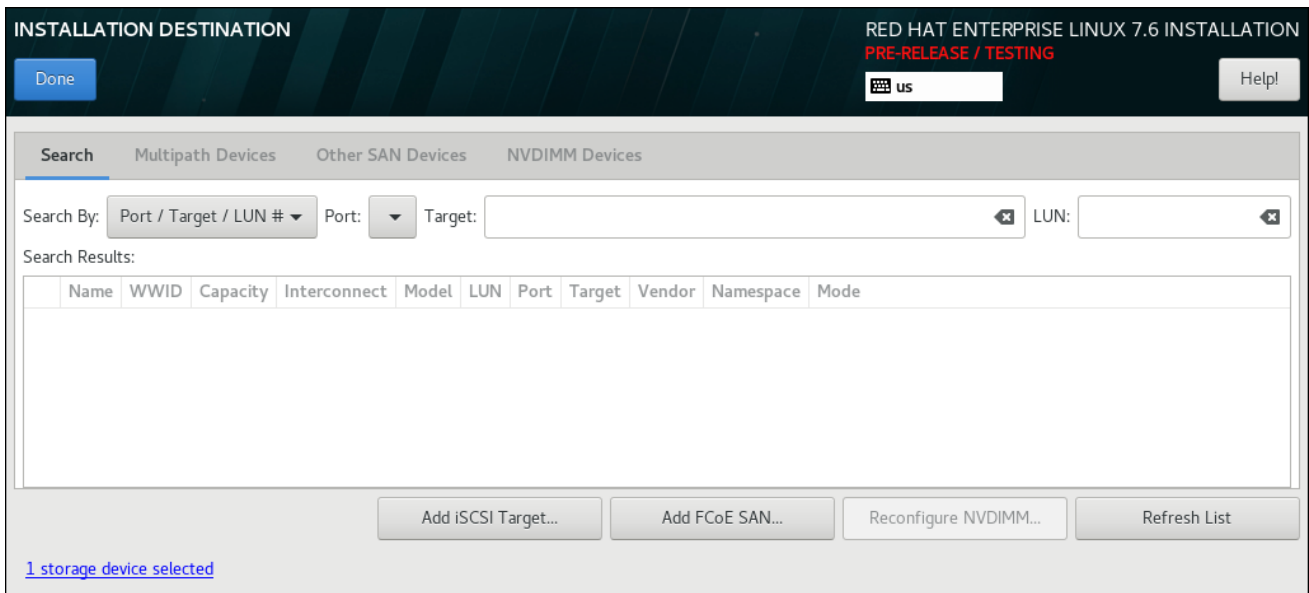 INSTALLATION DESTINATION
RED HAT ENTERPRISE LINUX 7.6 INSTALLATION
PRE-RELEASE / TESTING
Done
us
Help!
Search Multipath Devices Other SAN Devices NVDIMM Devices
Search By: Port / Target / LUN # Port: Target: LUN:
Search Results:
Name WWID Capacity Interconnect Model LUN Port Target Vendor Namespace Mode
Add iSCSI Target... Add FCoE SAN... Reconfigure NVDIMM... Refresh List
1 storage device selected